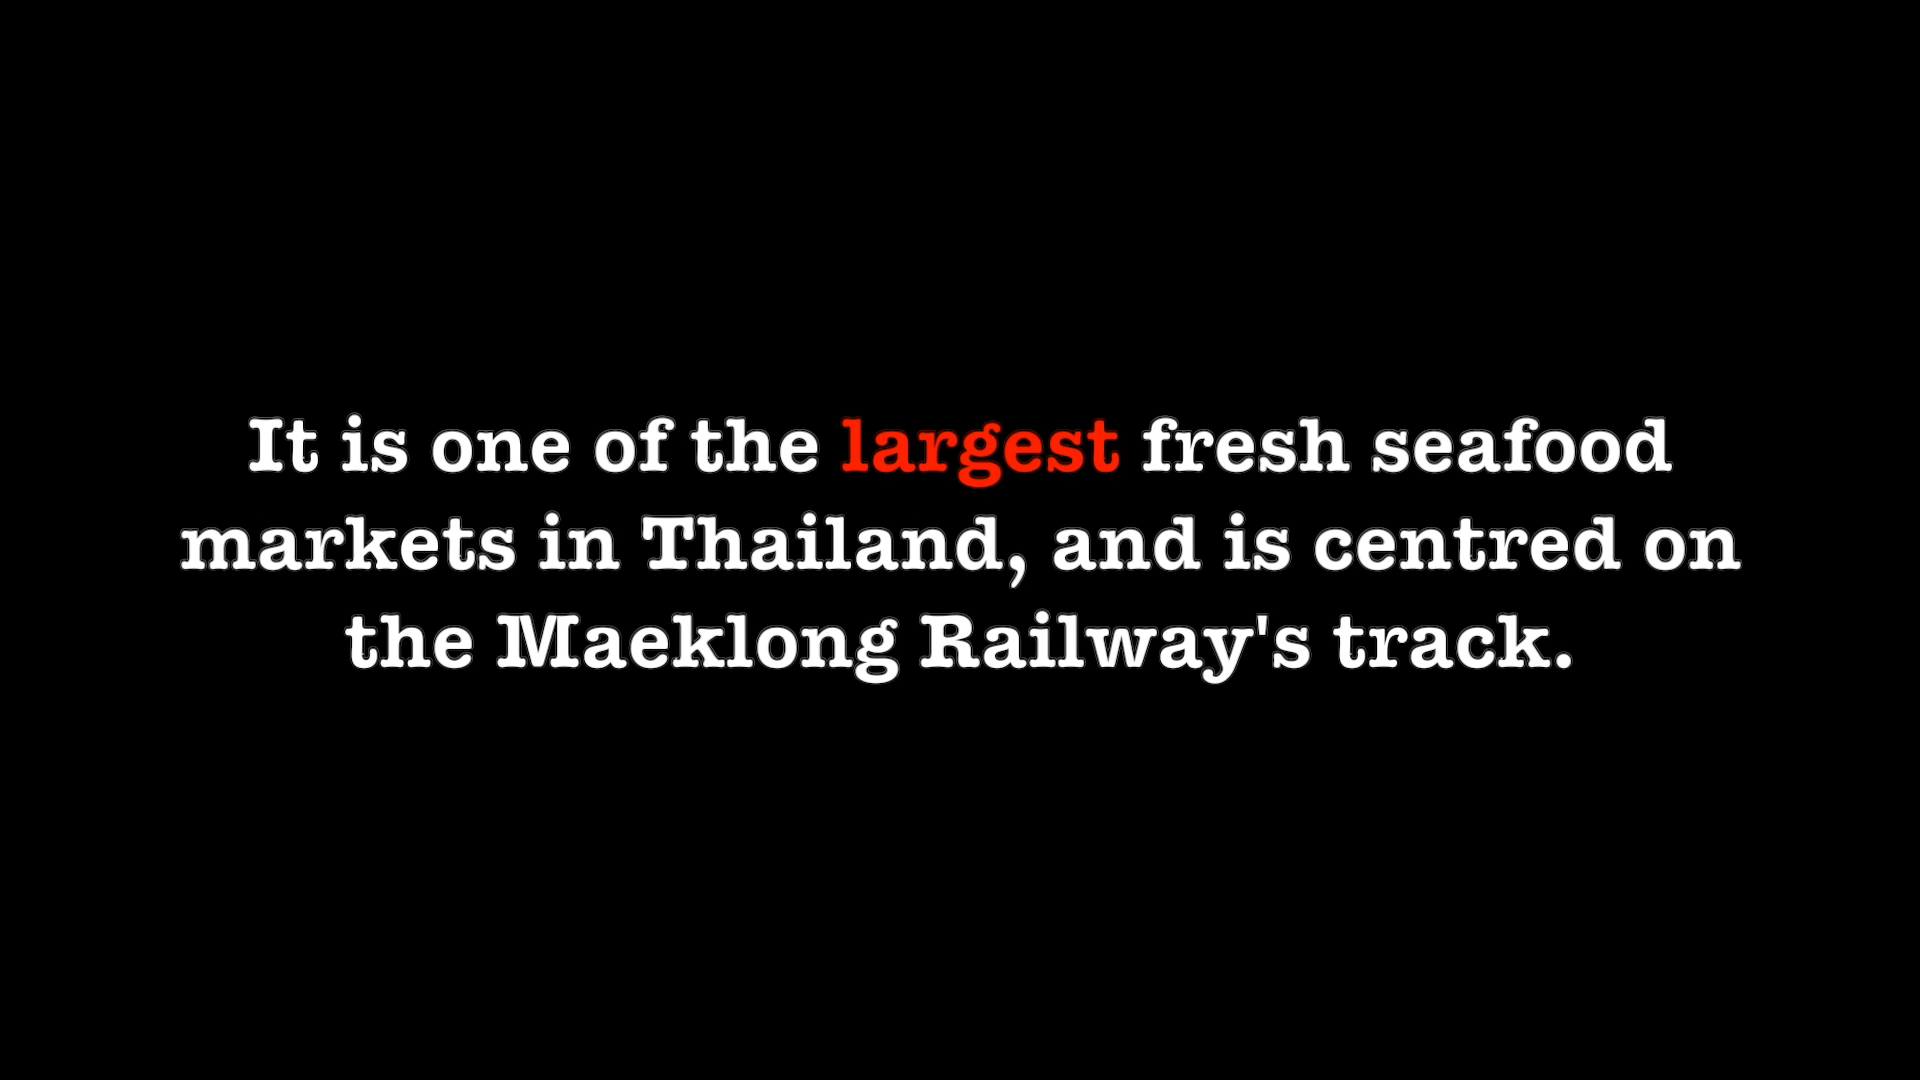 It is one of the largest fresh seafood
markets in Thailand, and is centred on
the Maeklong Railway's track.